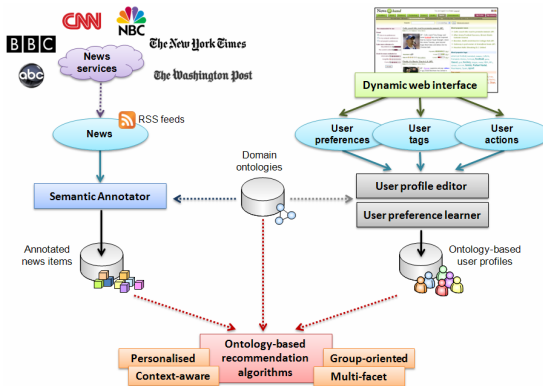 CNN
NBC
BBC
abc
The New York Times
The Washington Post
News
services
RSS feeds
News
Semantic Annotator
Annotated
news items
Domain
ontologies
Dynamic web interface
User
preferences
User
tags
User
actions
User profile editor
User preference learner
Ontology-based
user profiles
Ontology-based
recommendation
algorithms
Personalised
Context-aware
Group-oriented
Multi-facet